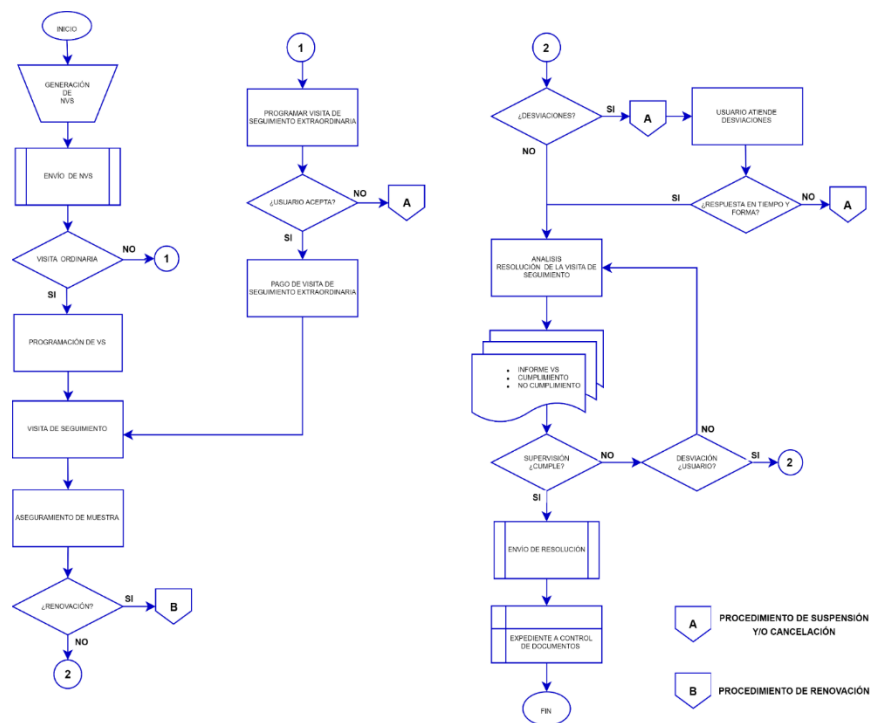 INICIO
GENERACIÓN
DE
NVS
ENVÍO DE NVS
VISITA ORDINARIA
NO
1
SI
PROGRAMACIÓN DE VS
VISITA DE SEGUIMIENTO
ASEGURAMIENTO DE MUESTRA
¿RENOVACIÓN?
SI
B
NO
2
1
PROGRAMAR VISITA DE
SEGUIMIENTO EXTRAORDINARIA
¿USUARIO ACEPTA?
NO
A
SI
PAGO DE VISITA DE
SEGUIMIENTO EXTRAORDINARIA
2
¿DESVIACIONES?
SI
A
USUARIO ATIENDE
DESVIACIONES
NO
SI
¿RESPUESTA EN TIEMPO Y
FORMA?
NO
A
ANALISIS
RESOLUCIÓN DE LA VISITA DE
SEGUIMIENTO
• INFORME VS
• CUMPLIMIENTO
• NO CUMPLIMIENTO
SUPERVISIÓN
¿CUMPLE?
NO
DESVIACIÓN
¿USUARIO?
NO
SI
2
SI
ENVÍO DE RESOLUCIÓN
EXPEDIENTE A CONTROL
DE DOCUMENTOS
FIN
A
PROCEDIMIENTO DE SUSPENSIÓN
Y/O CANCELACIÓN
B
PROCEDIMIENTO DE RENOVACIÓN